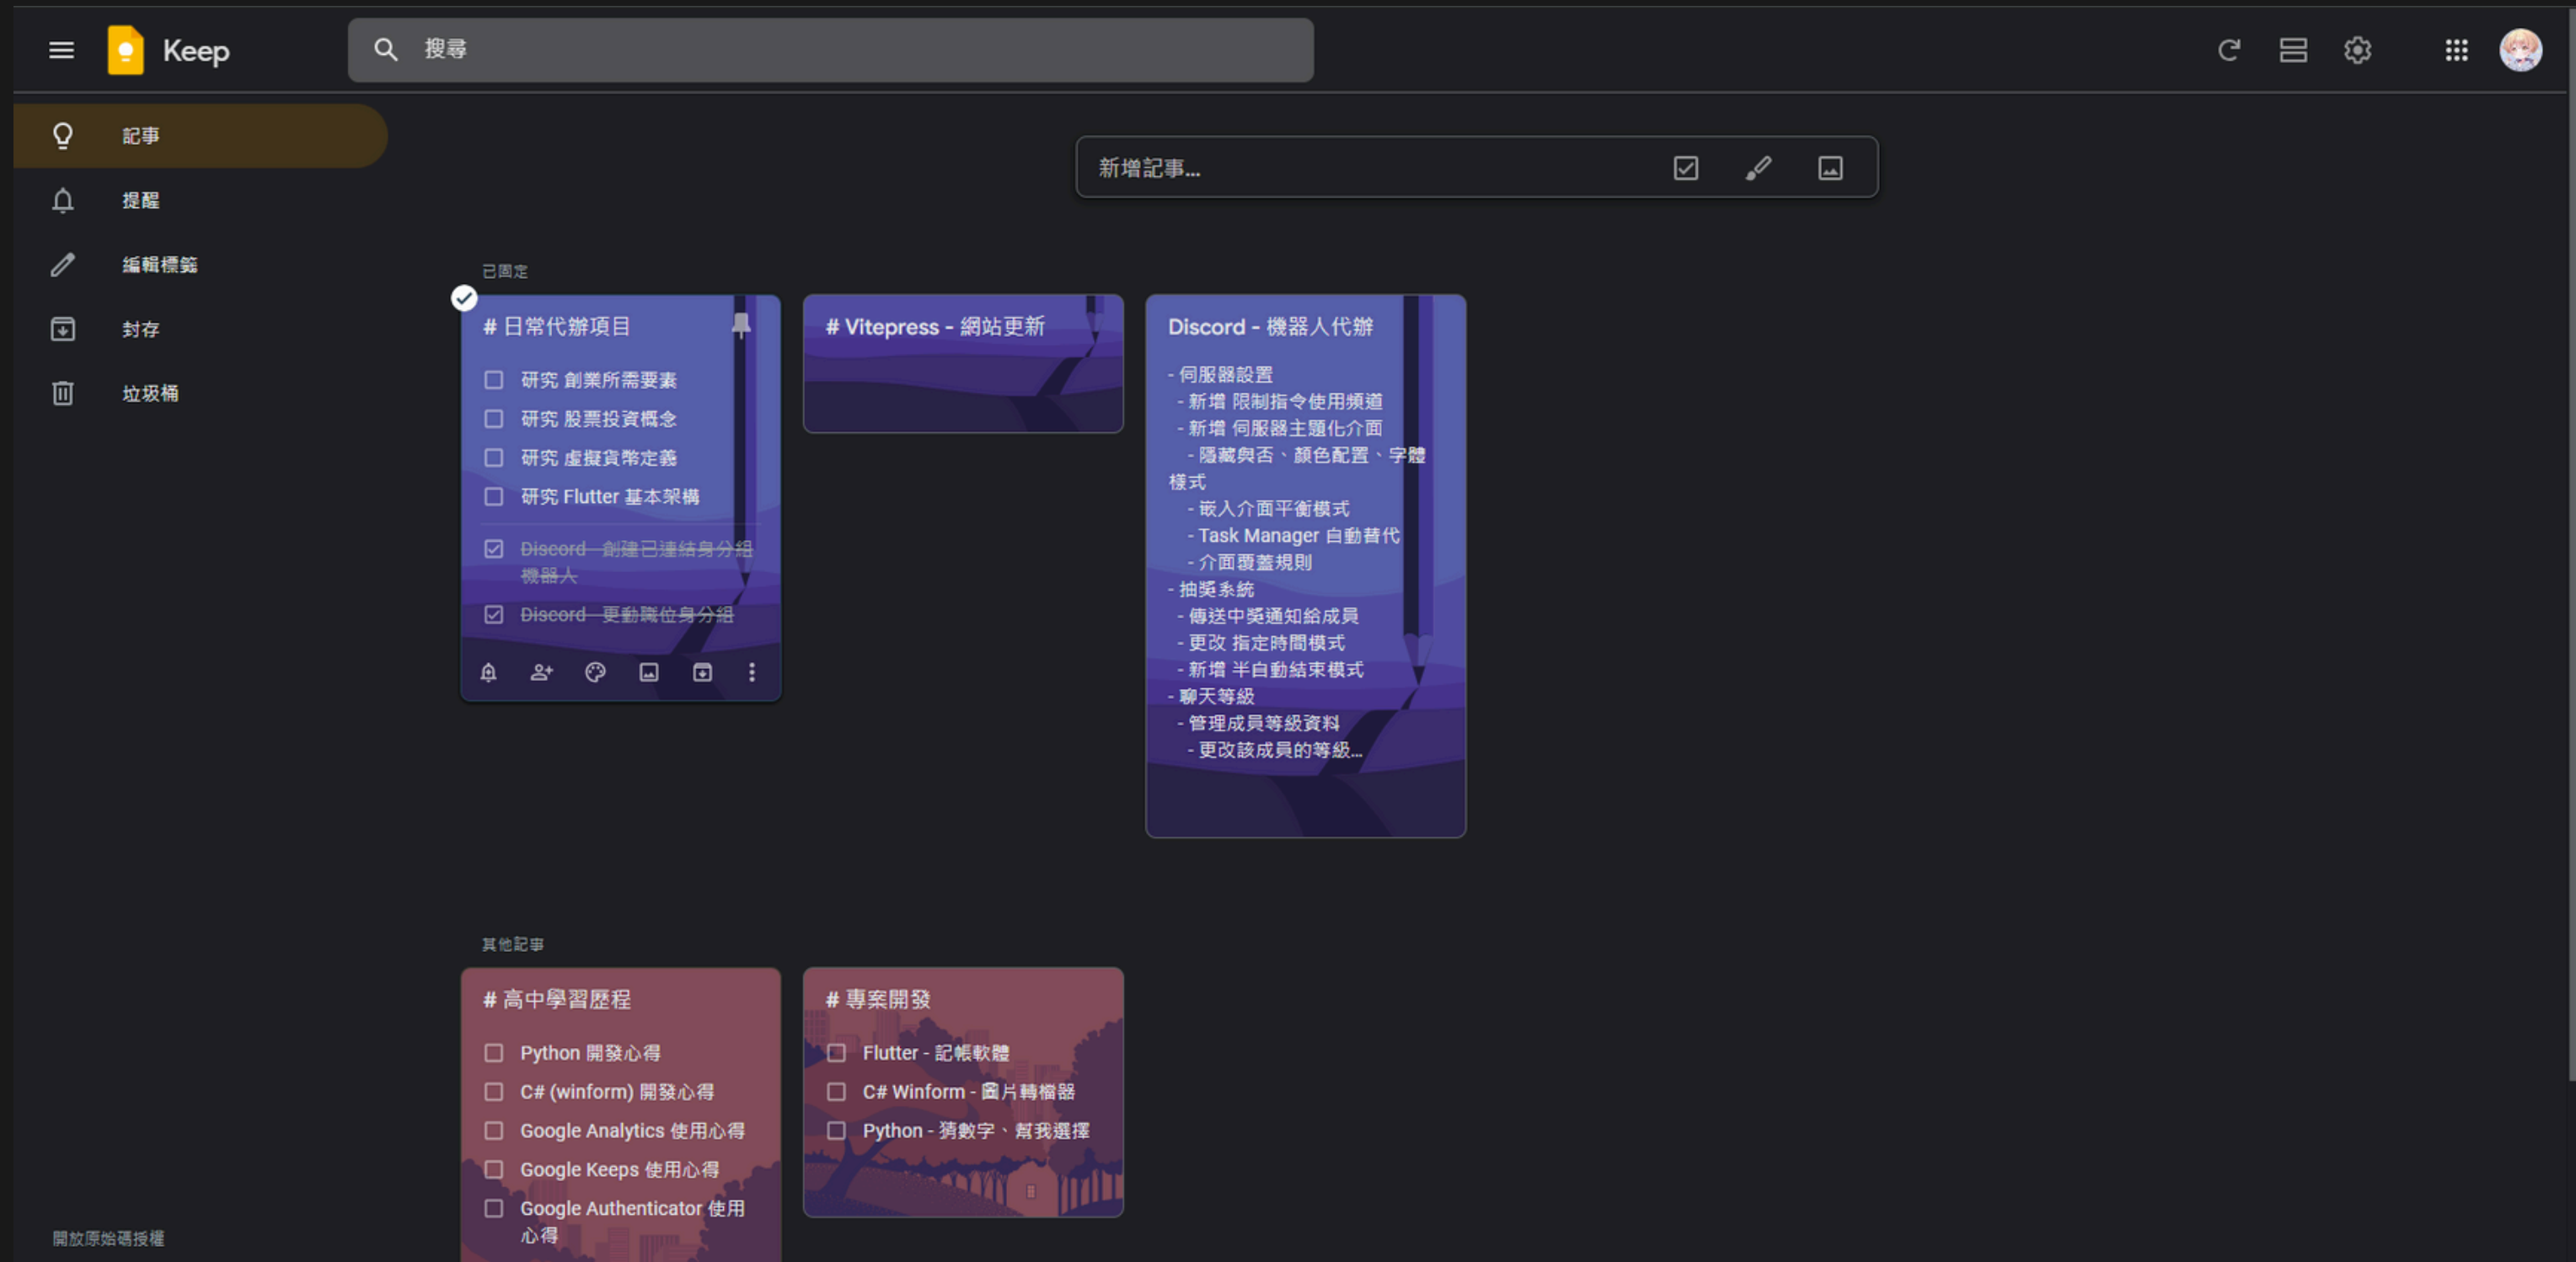 Keep
搜尋
記事
提醒
編輯標籤
封存
垃圾桶
新增記事...
已固定
# 日常代辦項目
研究 創業所需要素
研究 股票投資概念
研究 虛擬貨幣定義
研究 Flutter 基本架構
Discord - 創建已連結身分組
機器人
Discord - 更動職位身分組
# Vitepress - 網站更新
Discord - 機器人代辦
- 伺服器設置
- 新增 限制指令使用頻道
- 新增 伺服器主題化介面
- 隱藏與否、顏色配置、字體
樣式
- 嵌入介面平衡模式
- Task Manager 自動替代
- 介面覆蓋規則
- 抽獎系統
- 傳送中獎通知給成員
- 更改 指定時間模式
- 新增 半自動結束模式
- 聊天等級
- 管理成員等級資料
- 更改該成員的等級...
其他記事
# 高中學習歷程
Python 開發心得
C# (winform) 開發心得
Google Analytics 使用心得
Google Keeps 使用心得
Google Authenticator 使用
心得
# 專案開發
Flutter - 記帳軟體
C# Winform - 圖片轉檔器
Python - 猜數字、幫我選擇
開放原始碼授權